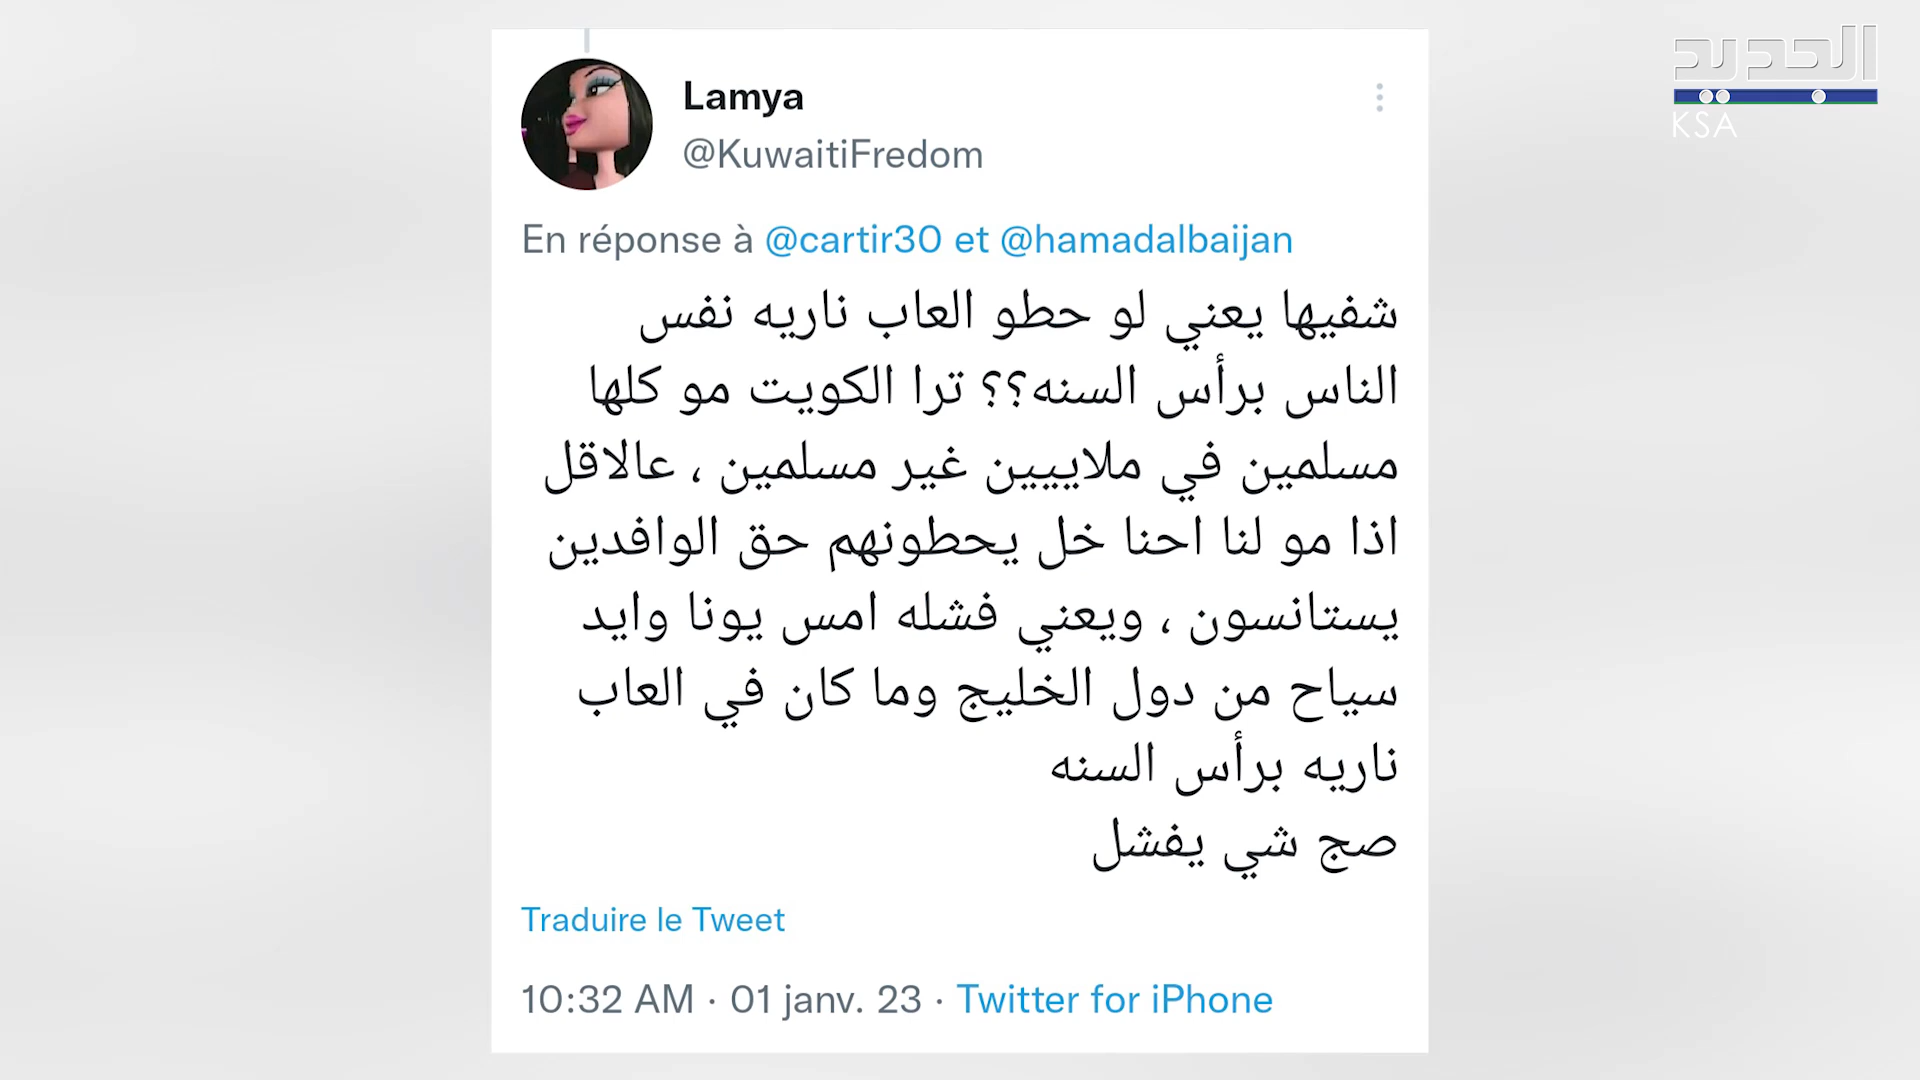 الجديد
KSA
Lamya
@KuwaitiFredom
En réponse à @cartir30 et @hamadalbaijan
شفيها يعني لو حطو العاب ناريه نفس
الناس برأس السنه؟؟ ترا الكويت مو كلها
مسلمين في ملاييين غير مسلمين ، عالاقل
اذا مو لنا احنا خل يحطونهم حق الوافدين
يستانسون ، ويعني فشله امس يونا وايد
سياح من دول الخليج وما كان في العاب
ناريه برأس السنه
صج شي يفشل
Traduire le Tweet
10:32 AM · 01 janv. 23 · Twitter for iPhone